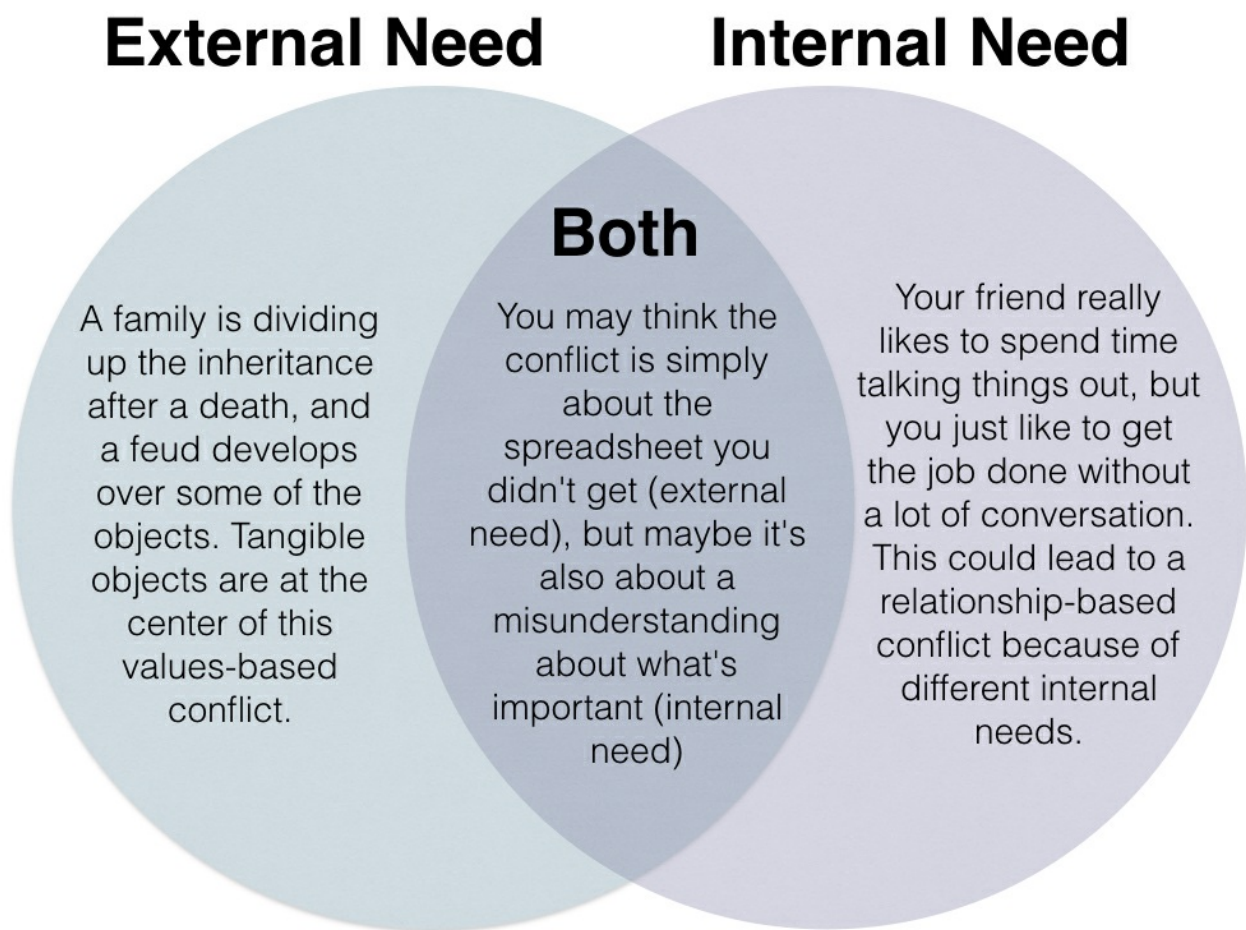 External Need
Internal Need
A family is dividing
up the inheritance
after a death, and
a feud develops
over some of the
objects. Tangible
objects are at the
center of this
values-based
conflict.
Both
You may think the
conflict is simply
about the
spreadsheet you
didn't get (external
need), but maybe it's
also about a
misunderstanding
about what's
important (internal
need)
Your friend really
likes to spend time
talking things out, but
you just like to get
the job done without
a lot of conversation.
This could lead to a
relationship-based
conflict because of
different internal
needs.